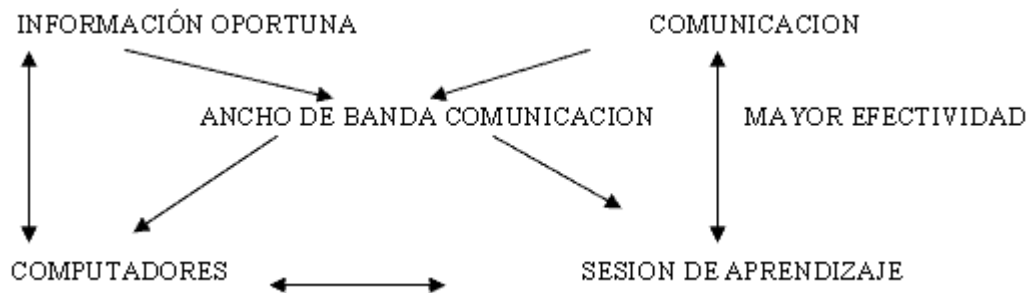 INFORMACIÓN OPORTUNA COMUNICACION
ANCHO DE BANDA COMUNICACION MAYOR EFECTIVIDAD
COMPUTADORES SESION DE APRENDIZAJE